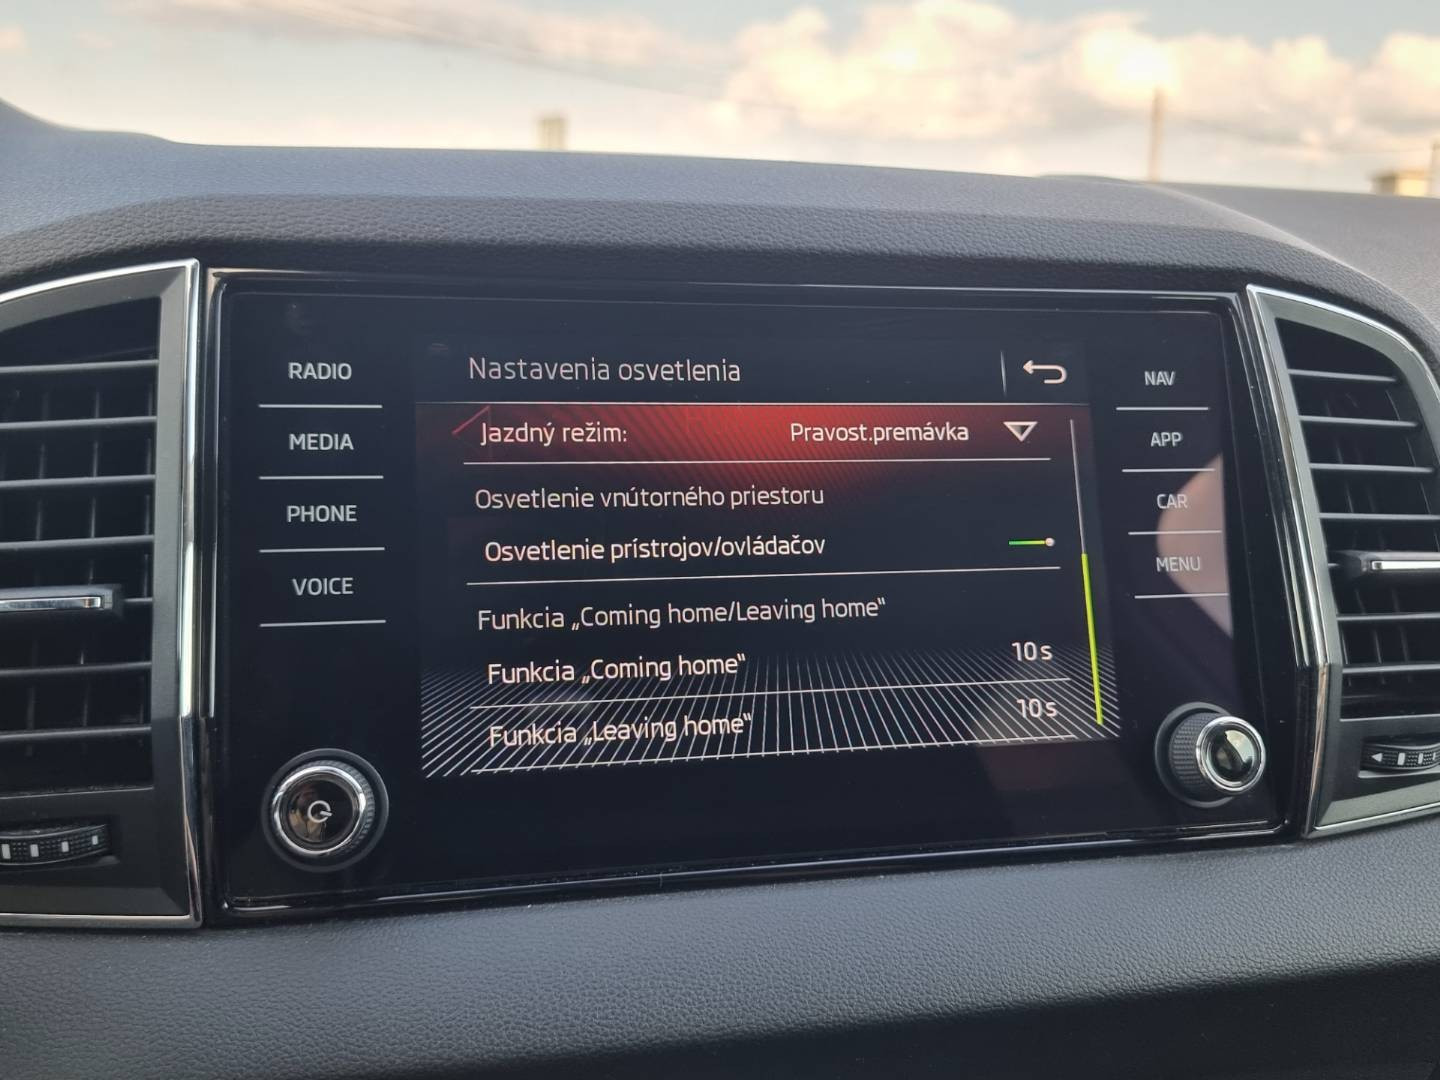 Nastavenia osvetlenia
Jazdný režim: Pravost.premávka
Osvetlenie vnútorného priestoru
Osvetlenie prístrojov/ovládačov
Funkcia „Coming home/Leaving home“
Funkcia „Coming home“ 10 s
Funkcia „Leaving home“ 10 s
RADIO
MEDIA
PHONE
VOICE
NAV
APP
CAR
MENU